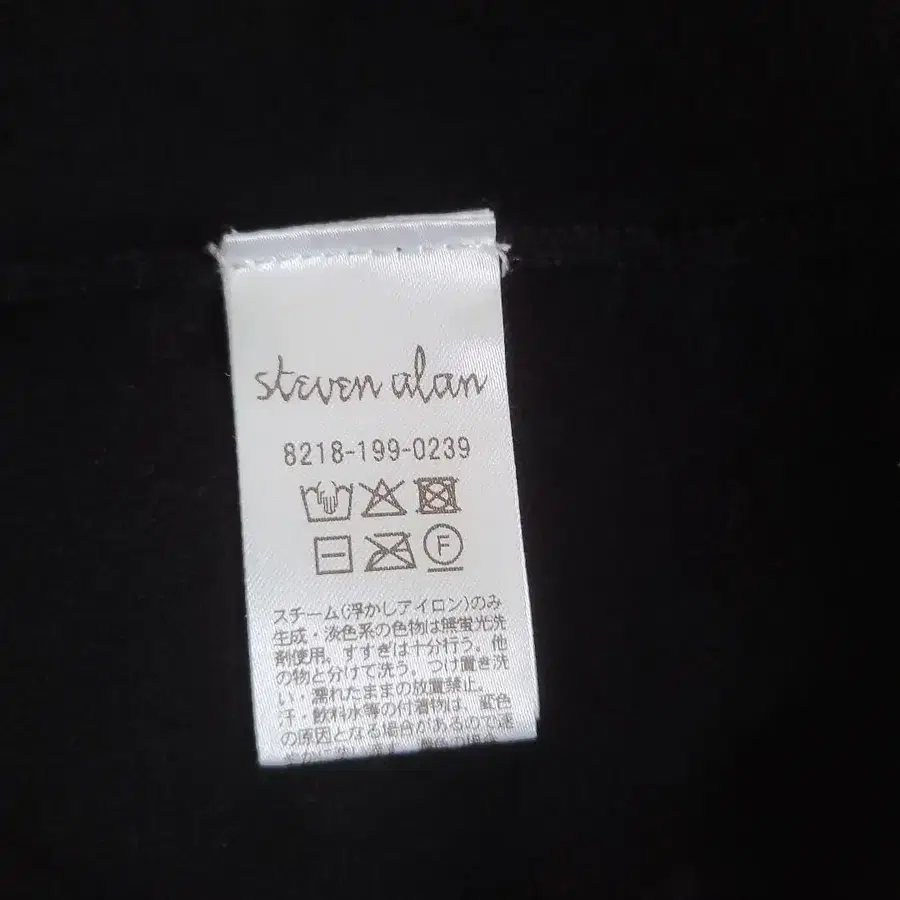 steven alan
8218-199-0239
F
スチーム(浮かしアイロン)のみ
生成・淡色系の色物は無蛍光洗
剤使用。すすぎは十分行う。他
の物と分けて洗う。つけ置き洗
い・濡れたままの放置禁止。
汗・飲料水等の付着物は、変色
の原因となる場合があるので速